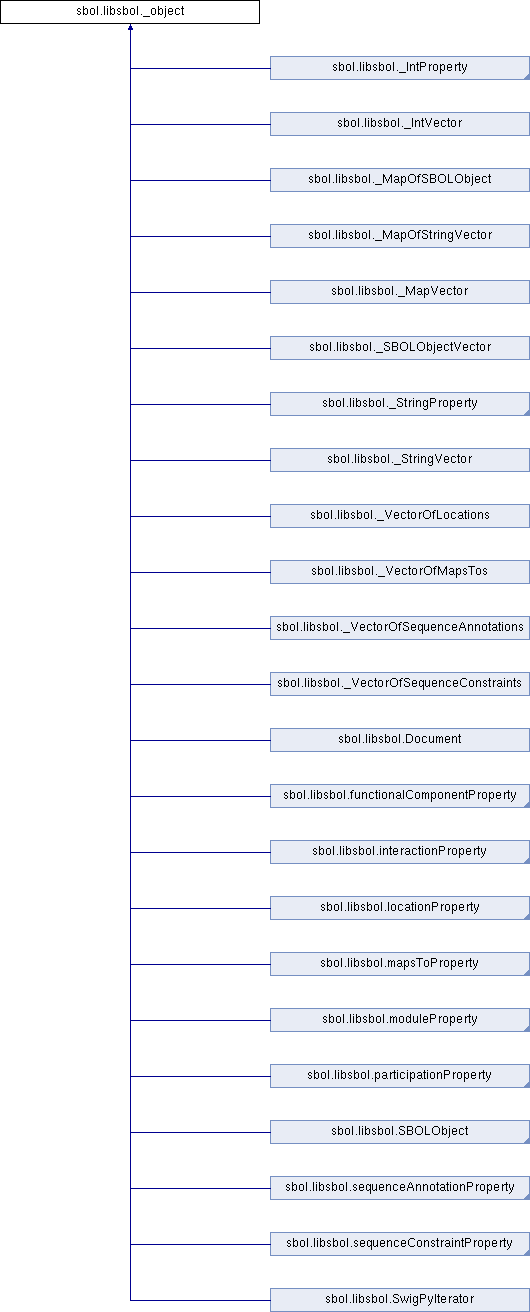 sbol.libsbol._object
sbol.libsbol._IntProperty
sbol.libsbol._IntVector
sbol.libsbol._MapOfSBOLObject
sbol.libsbol._MapOfStringVector
sbol.libsbol._MapVector
sbol.libsbol._SBOLObjectVector
sbol.libsbol._StringProperty
sbol.libsbol._StringVector
sbol.libsbol._VectorOfLocations
sbol.libsbol._VectorOfMapsTos
sbol.libsbol._VectorOfSequenceAnnotations
sbol.libsbol._VectorOfSequenceConstraints
sbol.libsbol.Document
sbol.libsbol.functionalComponentProperty
sbol.libsbol.interactionProperty
sbol.libsbol.locationProperty
sbol.libsbol.mapsToProperty
sbol.libsbol.moduleProperty
sbol.libsbol.participationProperty
sbol.libsbol.SBOLObject
sbol.libsbol.sequenceAnnotationProperty
sbol.libsbol.sequenceConstraintProperty
sbol.libsbol.SwigPyIterator